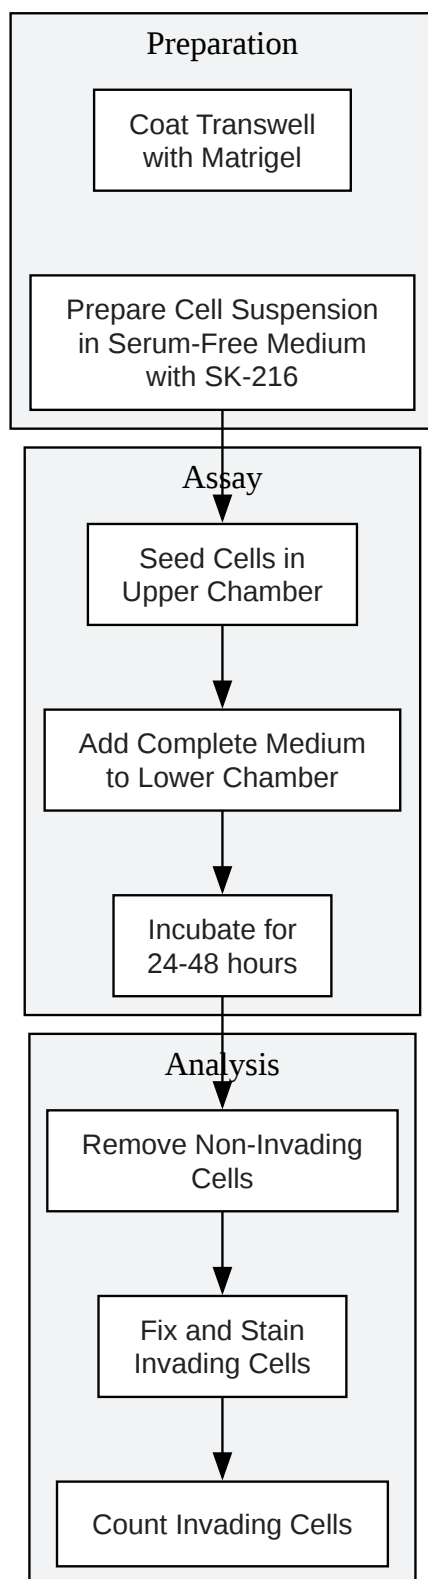 Preparation
Coat Transwell
with Matrigel
Prepare Cell Suspension
in Serum-Free Medium
with SK-216
Assay
Seed Cells in
Upper Chamber
Add Complete Medium
to Lower Chamber
Incubate for
24-48 hours
Analysis
Remove Non-Invading
Cells
Fix and Stain
Invading Cells
Count Invading Cells